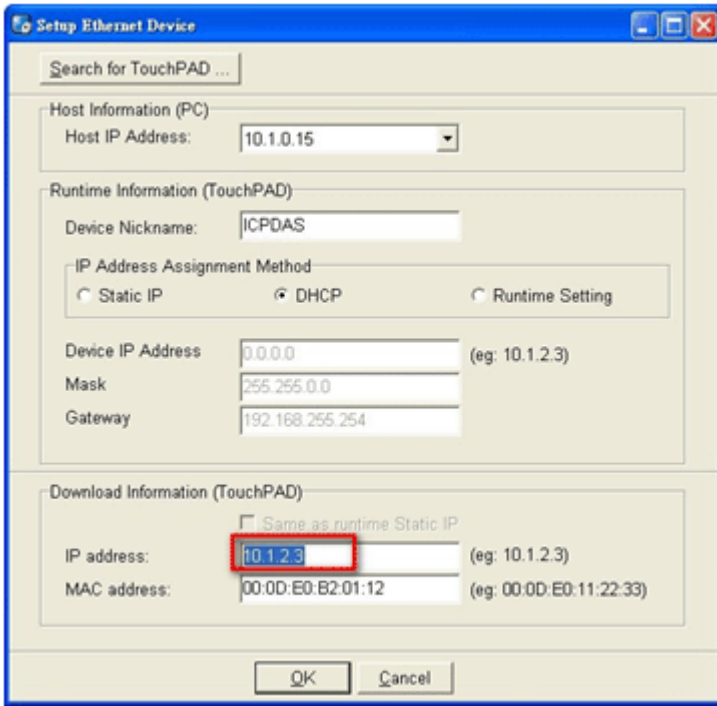 Setup Ethernet Device
Search for TouchPAD ...
Host Information (PC)
Host IP Address: 10.1.0.15
Runtime Information (TouchPAD)
Device Nickname: ICPDAS
IP Address Assignment Method
Static IP DHCP Runtime Setting
Device IP Address 0.0.0.0 (eg: 10.1.2.3)
Mask 255.255.0.0
Gateway 192.168.255.254
Download Information (TouchPAD)
Same as runtime Static IP
IP address: 10.1.2.3 (eg: 10.1.2.3)
MAC address: 00:0D:E0:B2:01:12 (eg: 00:0D:E0:11:22:33)
OK Cancel